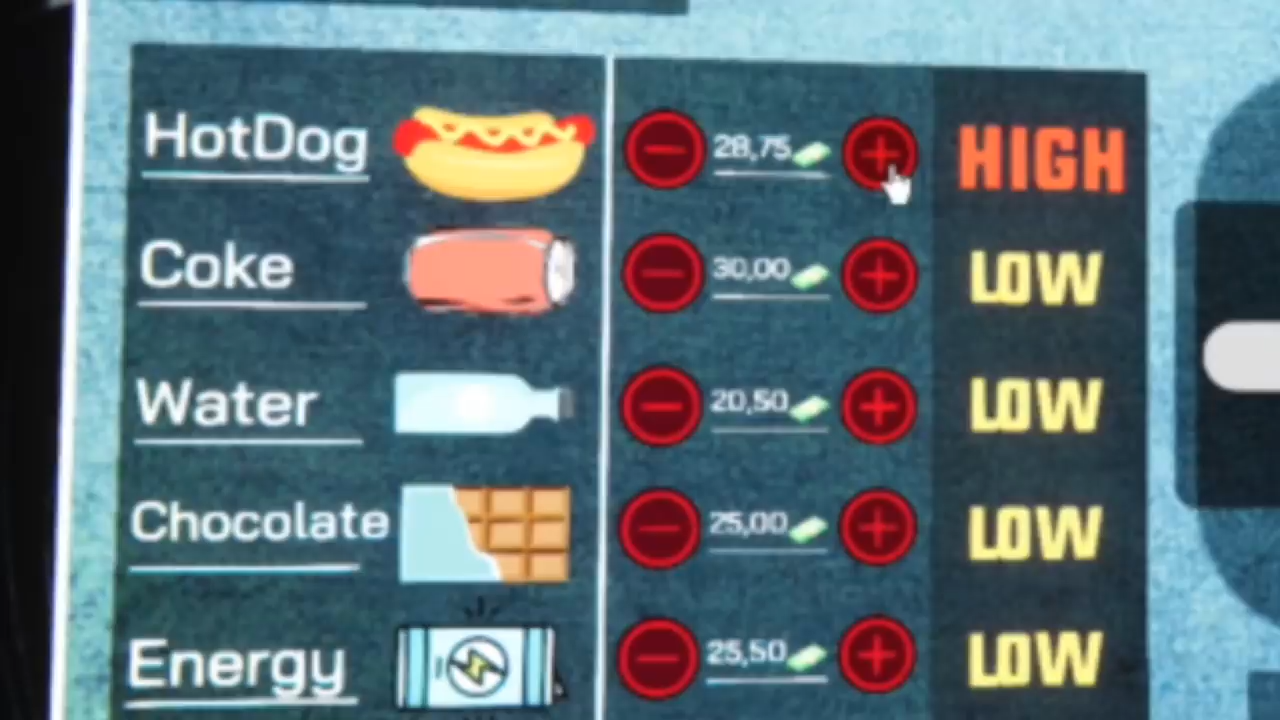 HotDog 28,75 HIGH
Coke 30,00 LOW
Water 20,50 LOW
Chocolate 25,00 LOW
Energy 25,50 LOW